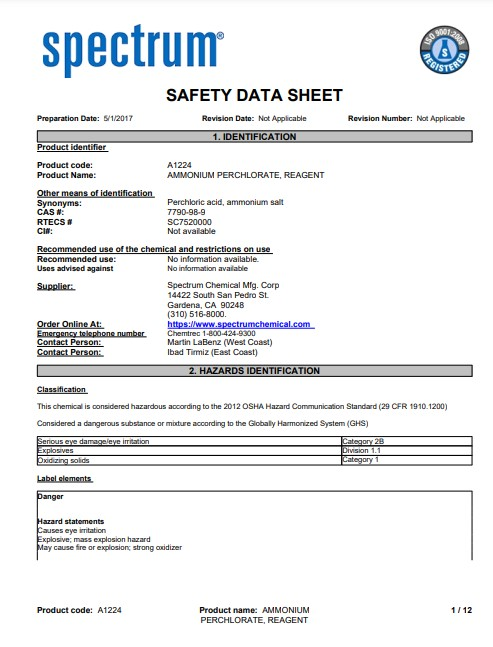 spectrum®
ISO 9001:2008
REGISTERED
SAFETY DATA SHEET
Preparation Date: 5/1/2017 Revision Date: Not Applicable Revision Number: Not Applicable
1. IDENTIFICATION
Product identifier
Product code: A1224
Product Name: AMMONIUM PERCHLORATE, REAGENT
Other means of identification
Synonyms: Perchloric acid, ammonium salt
CAS #: 7790-98-9
RTECS # SC7520000
CI#: Not available
Recommended use of the chemical and restrictions on use
Recommended use: No information available.
Uses advised against No information available
Supplier: Spectrum Chemical Mfg. Corp
14422 South San Pedro St.
Gardena, CA 90248
(310) 516-8000.
Order Online At: https://www.spectrumchemical.com
Emergency telephone number Chemtrec 1-800-424-9300
Contact Person: Martin LaBenz (West Coast)
Contact Person: Ibad Tirmiz (East Coast)
2. HAZARDS IDENTIFICATION
Classification
This chemical is considered hazardous according to the 2012 OSHA Hazard Communication Standard (29 CFR 1910.1200)
Considered a dangerous substance or mixture according to the Globally Harmonized System (GHS)
Serious eye damage/eye irritation Category 2B
Explosives Division 1.1
Oxidizing solids Category 1
Label elements
Danger
Hazard statements
Causes eye irritation
Explosive; mass explosion hazard
May cause fire or explosion; strong oxidizer
Product code: A1224 Product name: AMMONIUM 1 / 12
PERCHLORATE, REAGENT